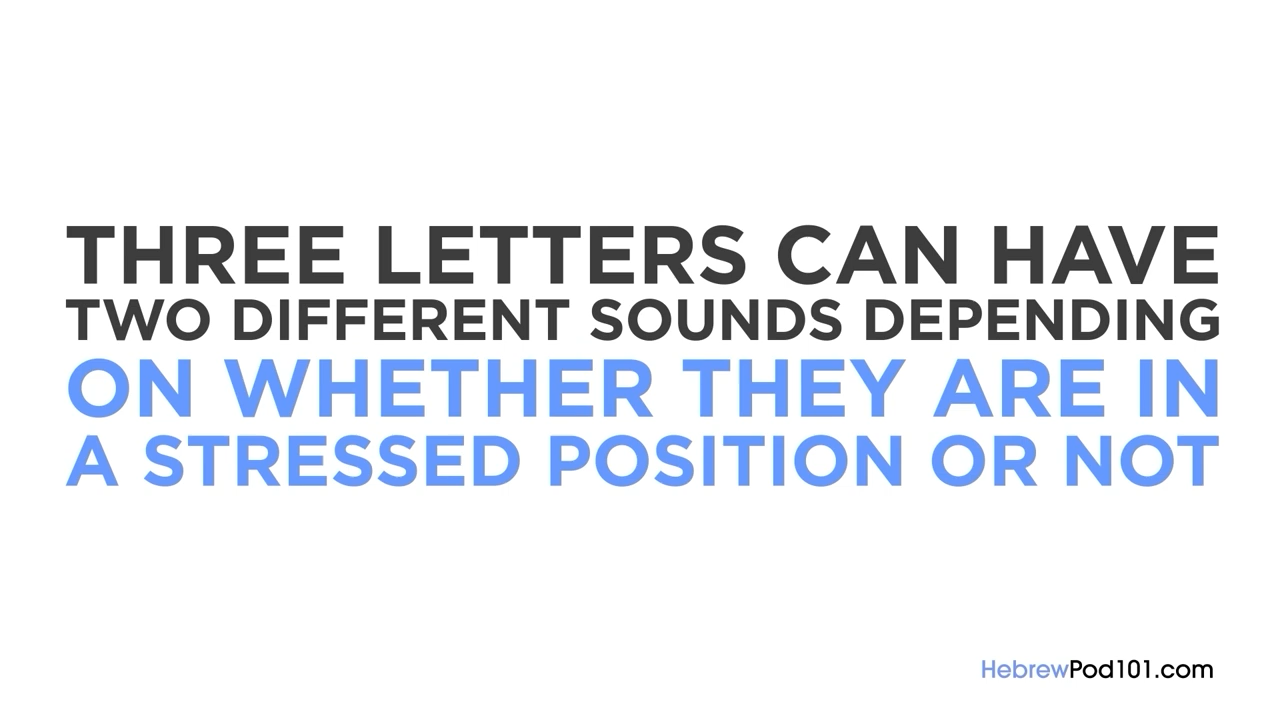 THREE LETTERS CAN HAVE
TWO DIFFERENT SOUNDS DEPENDING
ON WHETHER THEY ARE IN
A STRESSED POSITION OR NOT
HebrewPod101.com